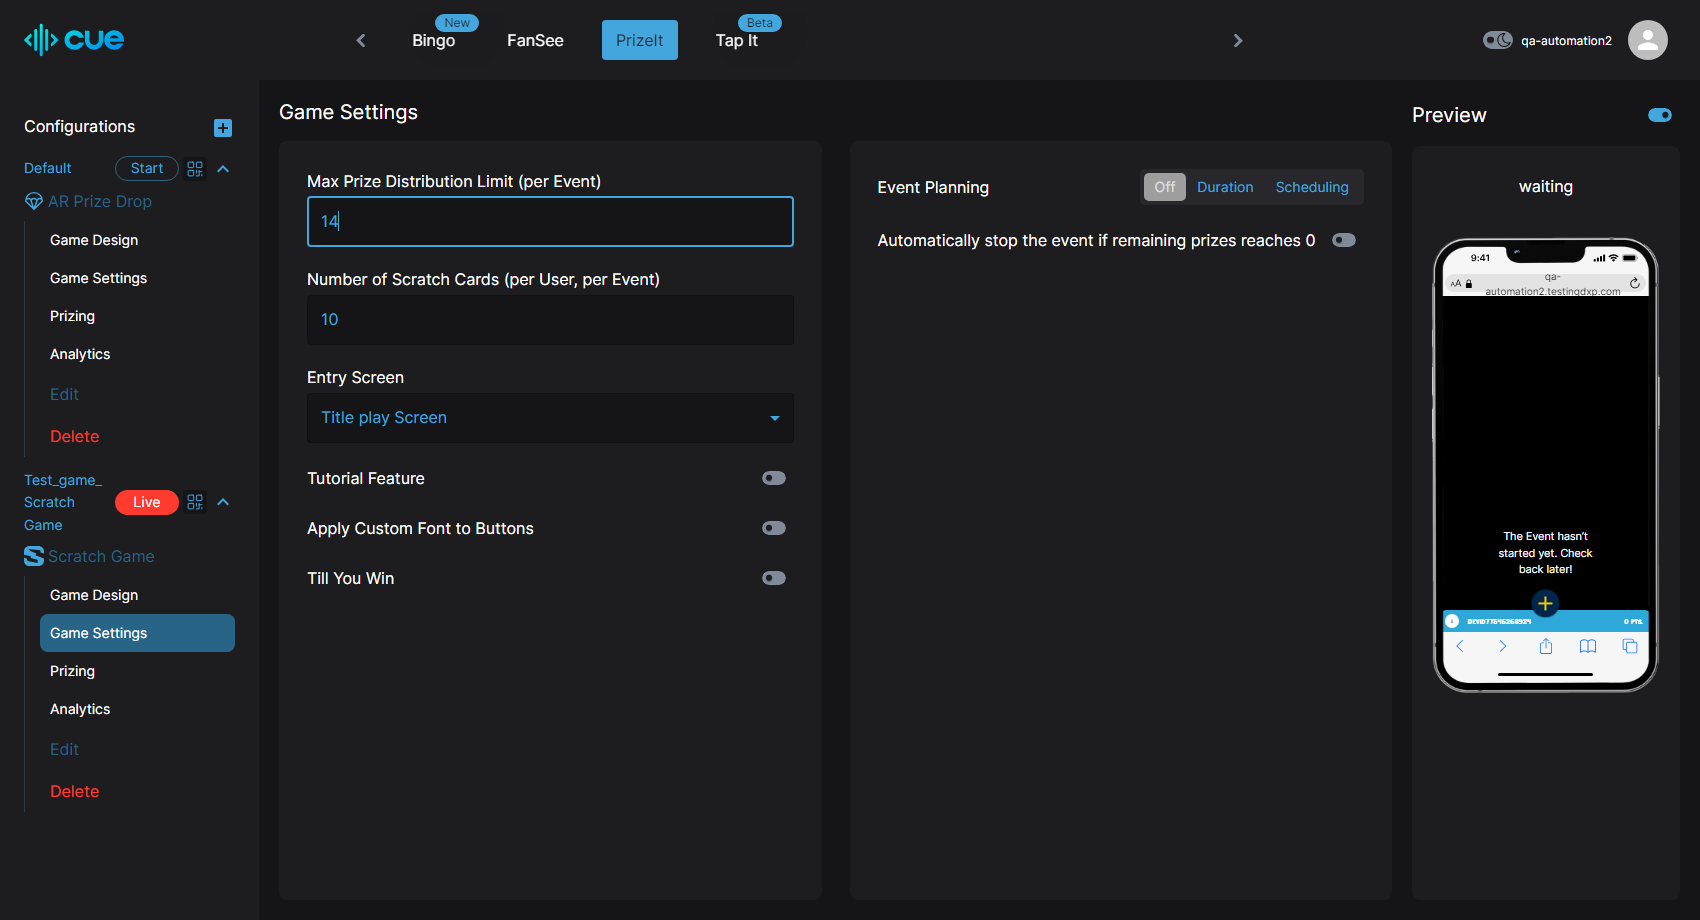 cue
New
Bingo
FanSee
PrizeIt
Beta
Tap It
qa-automation2
Configurations
Default
Start
AR Prize Drop
Game Design
Game Settings
Prizing
Analytics
Edit
Delete
Test_game_
Scratch
Game
Live
Scratch Game
Game Design
Game Settings
Prizing
Analytics
Edit
Delete
Game Settings
Max Prize Distribution Limit (per Event)
14
Number of Scratch Cards (per User, per Event)
10
Entry Screen
Title play Screen
Tutorial Feature
Apply Custom Font to Buttons
Till You Win
Event Planning
Off
Duration
Scheduling
Automatically stop the event if remaining prizes reaches 0
Preview
waiting
9:41
AA
qa-
automation2.testingdxp.com
The Event hasn't
started yet. Check
back later!
0 PTS.